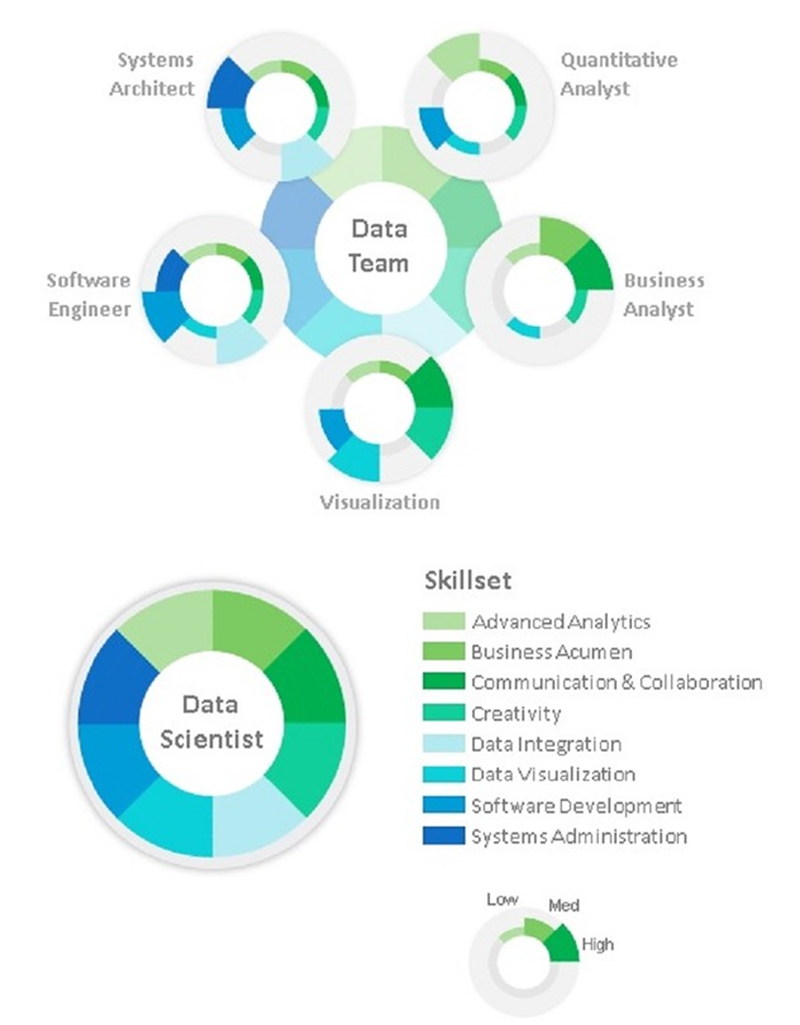 Systems
Architect
Quantitative
Analyst
Data
Team
Software
Engineer
Business
Analyst
Visualization
Data
Scientist
Skillset
Advanced Analytics
Business Acumen
Communication & Collaboration
Creativity
Data Integration
Data Visualization
Software Development
Systems Administration
Low
Med
High